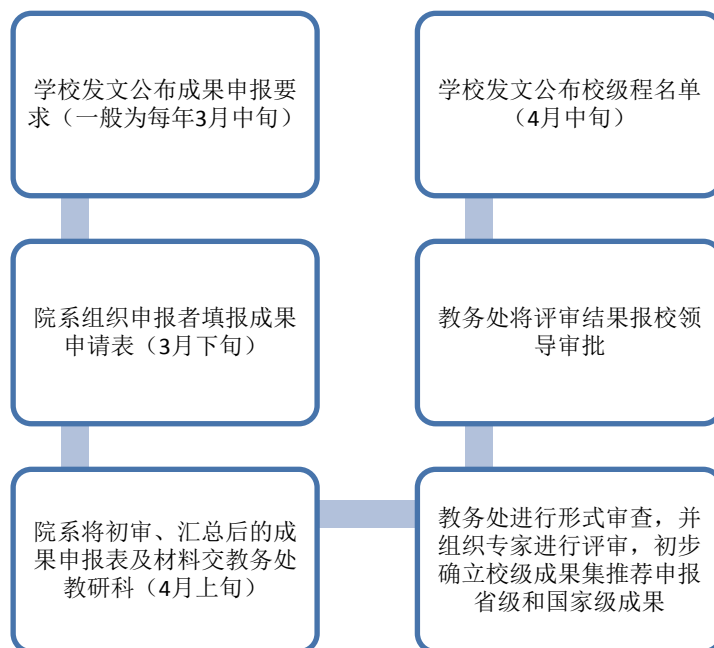 学校发文公布成果申报要
求（一般为每年3月中旬）
院系组织申报者填报成果
申请表（3月下旬）
院系将初审、汇总后的成
果申报表及材料交教务处
教研科（4月上旬）
教务处进行形式审查，并
组织专家进行评审，初步
确立校级成果集推荐申报
省级和国家级成果
教务处将评审结果报校领
导审批
学校发文公布校级程名单
（4月中旬）